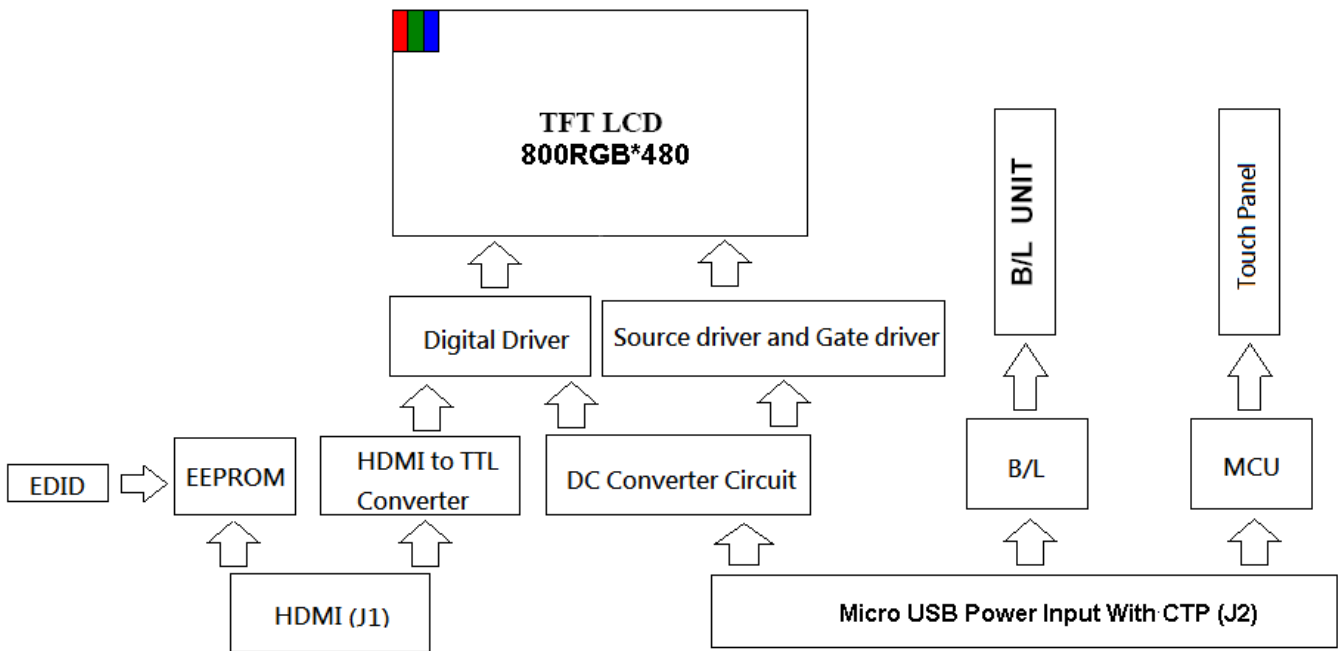 TFT LCD
800RGB*480
B/L UNIT
Touch Panel
Digital Driver
Source driver and Gate driver
EDID
EEPROM
HDMI to TTL
Converter
DC Converter Circuit
B/L
MCU
HDMI (J1)
Micro USB Power Input With CTP (J2)